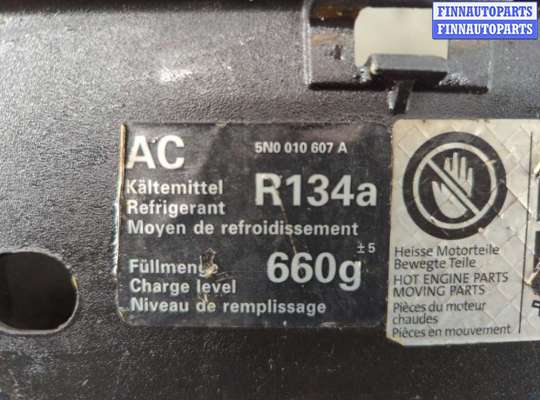 FINNAUTOPARTS
FINNAUTOPARTS
AC
5N0 010 607 A
Kältemittel
Refrigerant
R134a
Moyen de refroidissement
Füllmenge
Charge level
660g ±5
Niveau de remplissage
Heisse Motorteile
Bewegte Teile
HOT ENGINE PARTS
MOVING PARTS
Pièces du moteur
chaudes
Pièces en mouvement